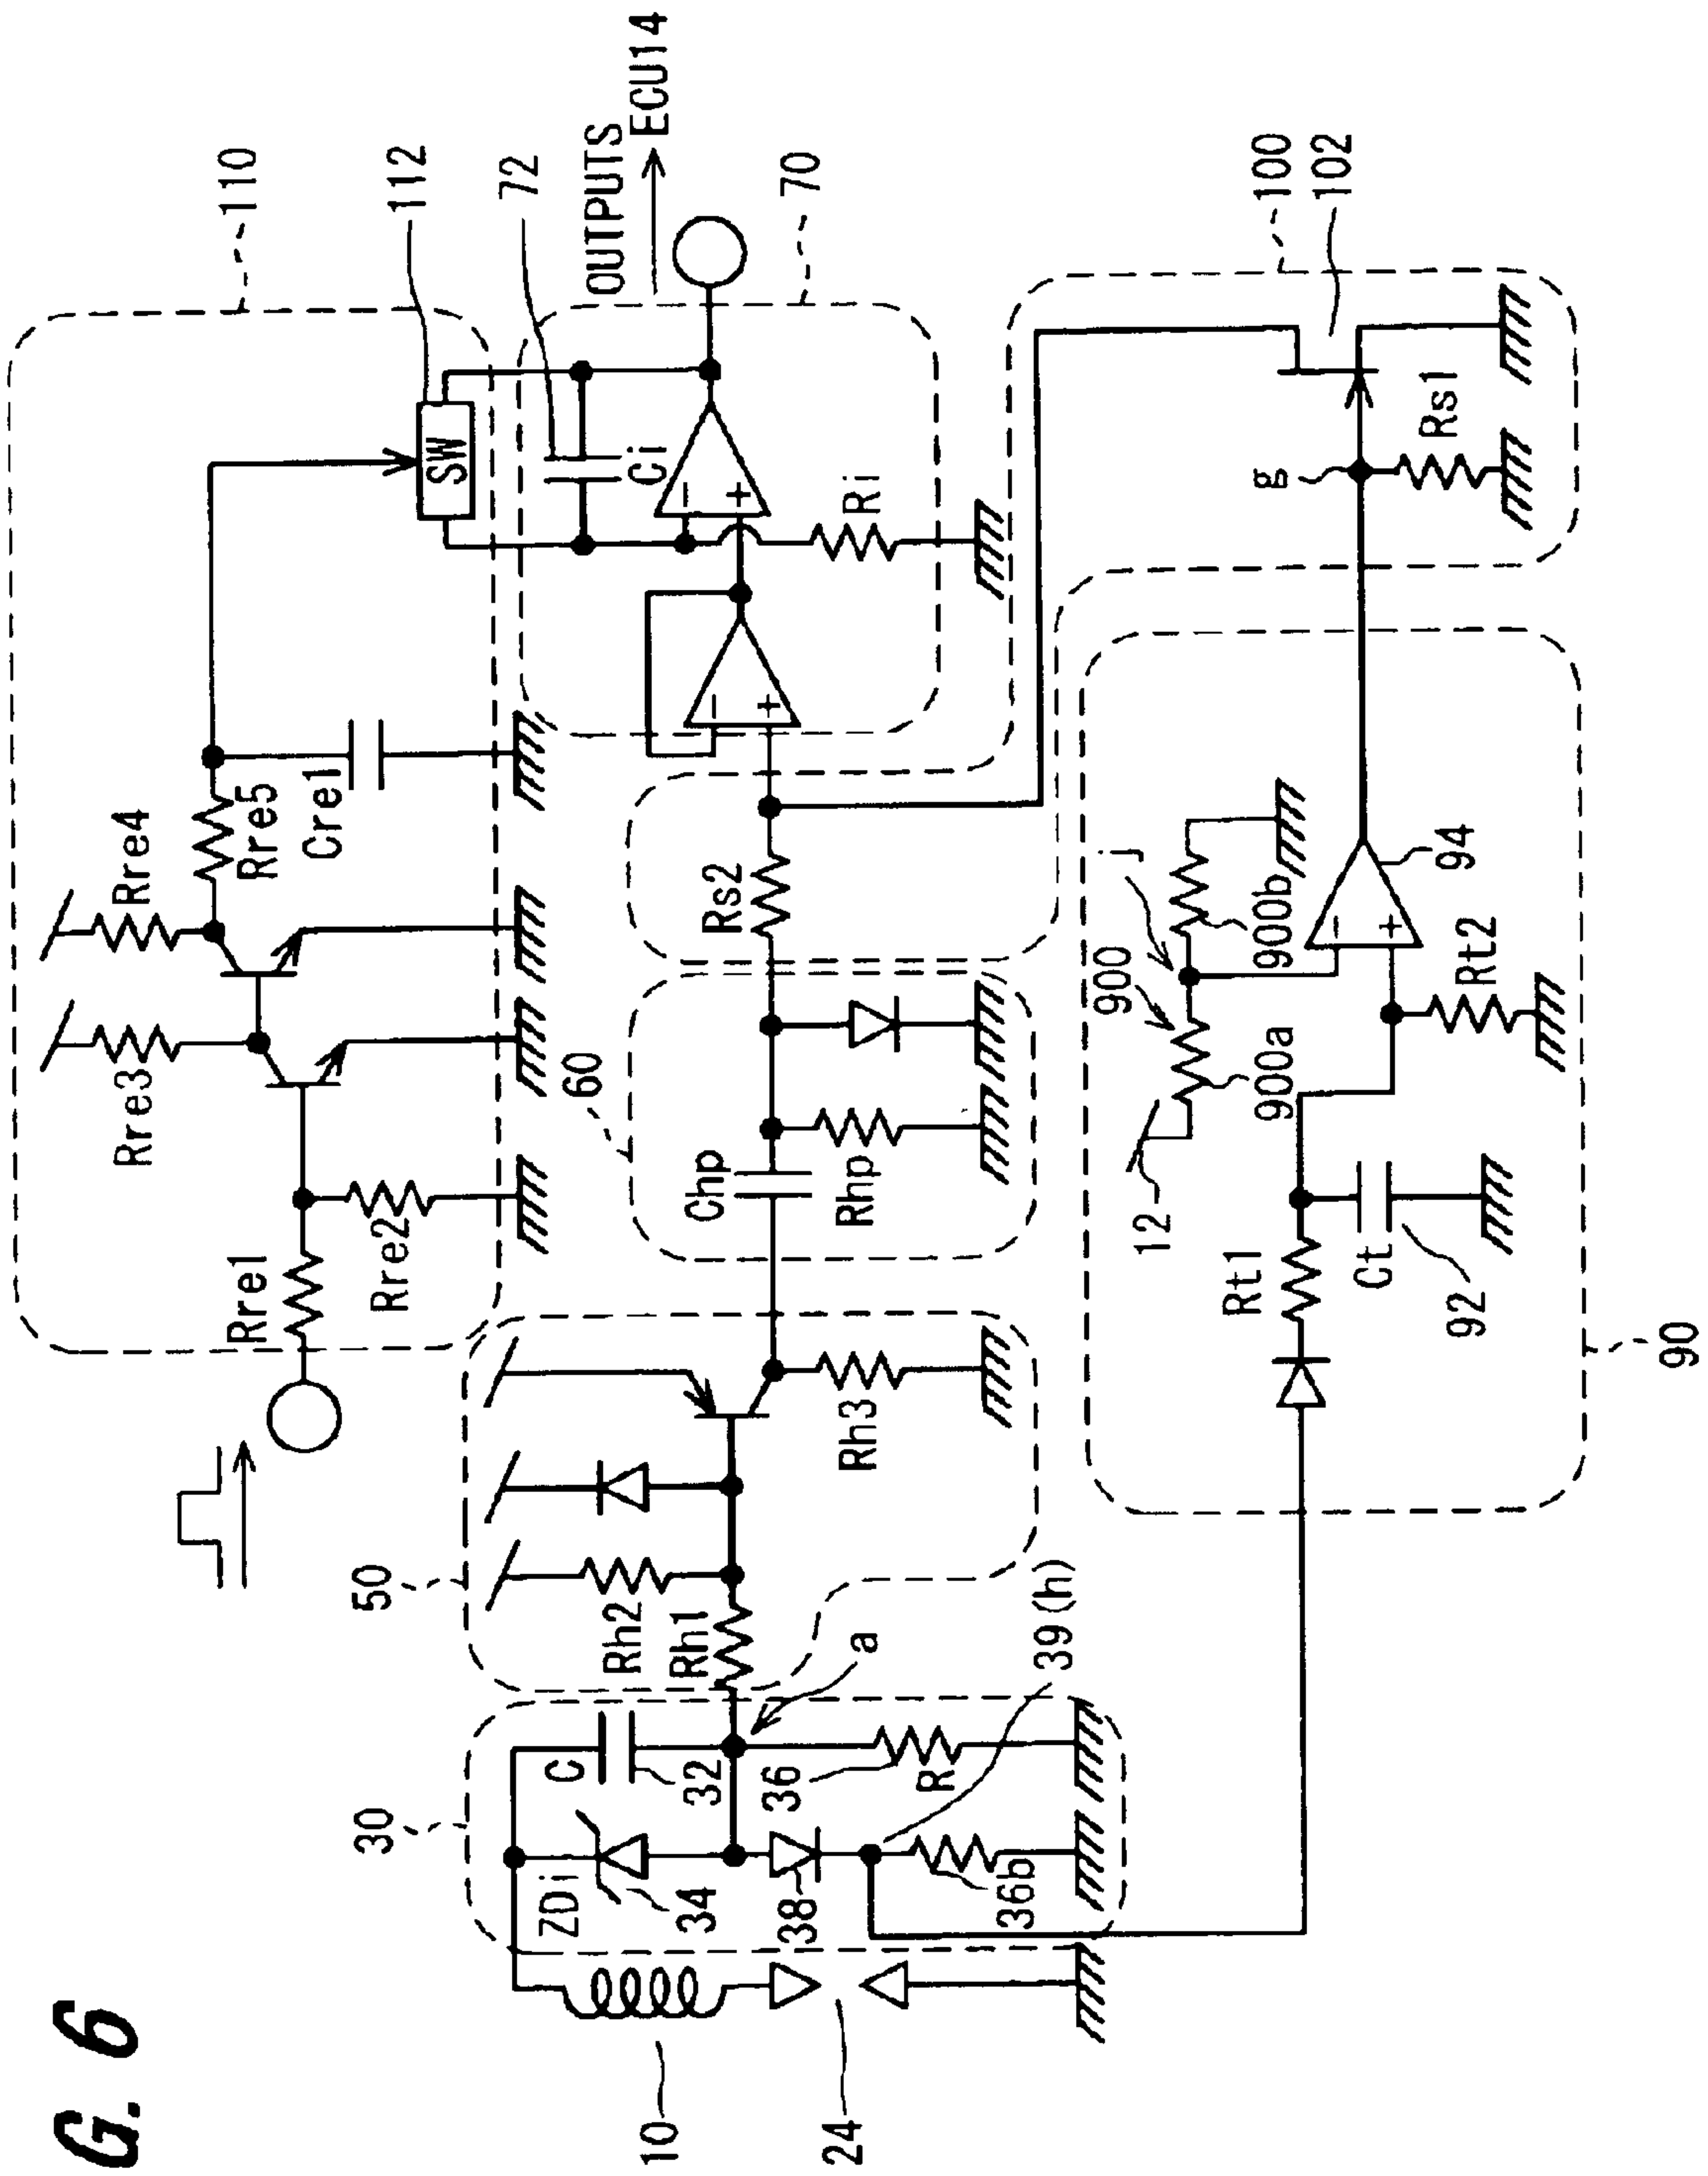 G. 6
110
112
72
OUTPUTS
ECU14
70
100
102
Rre1
Rre2
Rre3
Rre4
Rre5
Cre1
SW
Ci
Ri
50
Rh2
Rh1
Rh3
60
Chp
Rhp
Rs2
30
C
32
ZDi
34
36
R
38
36b
39(h)
a
10
24
12
900
900a
900b
j
94
Rt1
Ct
92
Rt2
90
g
Rs1
−
+
−
+
−
+